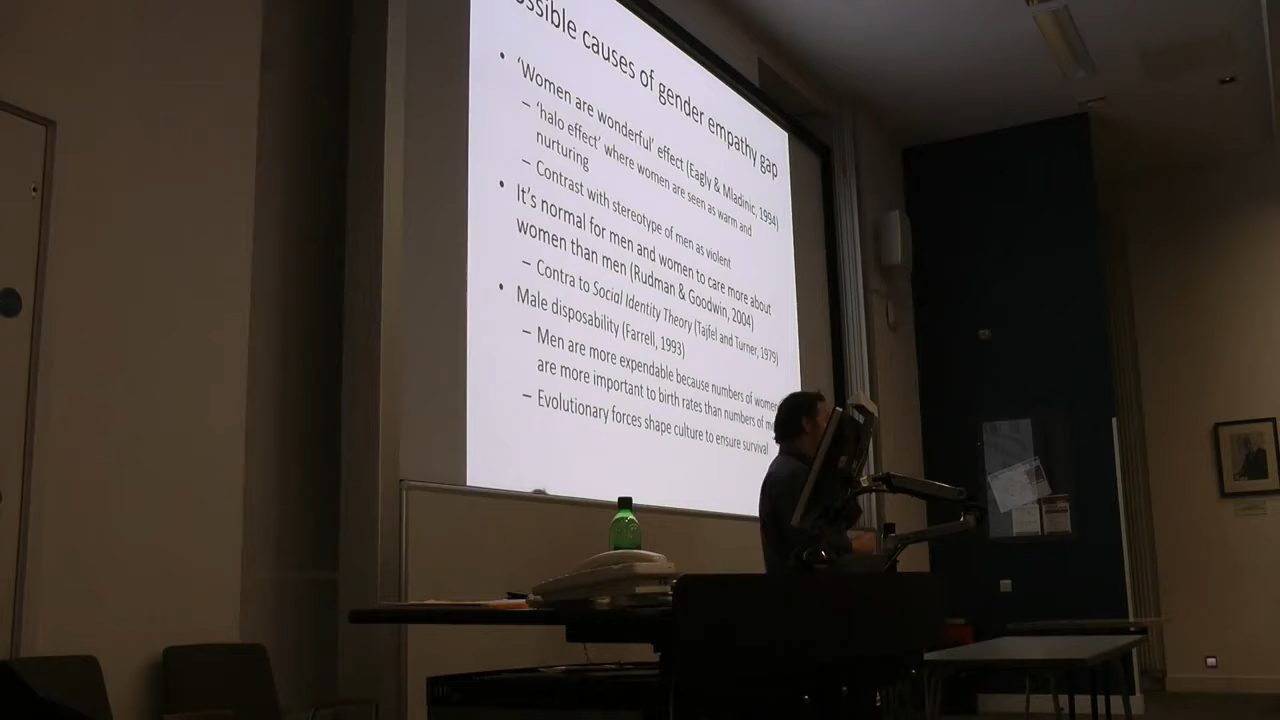 ossible causes of gender empathy gap
• 'Women are wonderful' effect (Eagly & Mladinic, 1994)
– 'halo effect' where women are seen as warm and
nurturing
– Contrast with stereotype of men as violent
• It's normal for men and women to care more about
women than men (Rudman & Goodwin, 2004)
– Contra to Social Identity Theory (Tajfel and Turner, 1979)
• Male disposability (Farrell, 1993)
– Men are more expendable because numbers of women
are more important to birth rates than numbers of
– Evolutionary forces shape culture to ensure survival